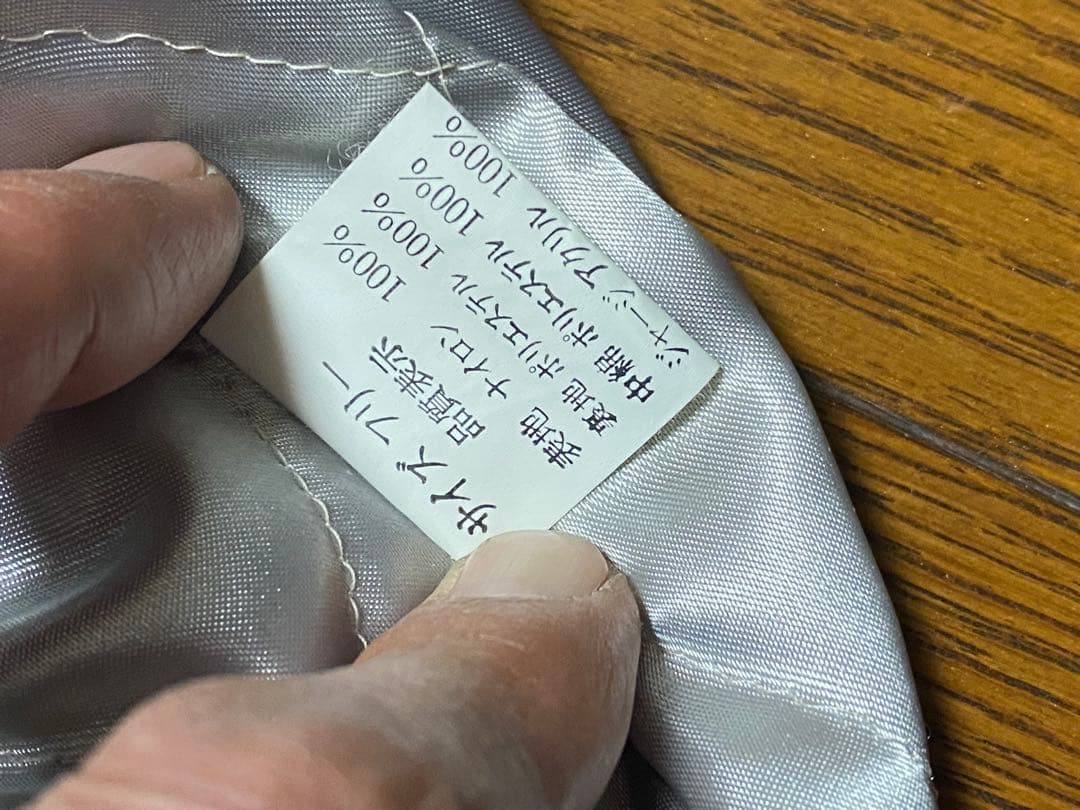 サイズ フリー
品質表示
表地 ナイロン 100%
裏地 ポリエステル 100%
中綿 ポリエステル 100%
ジャージ アクリル 100%